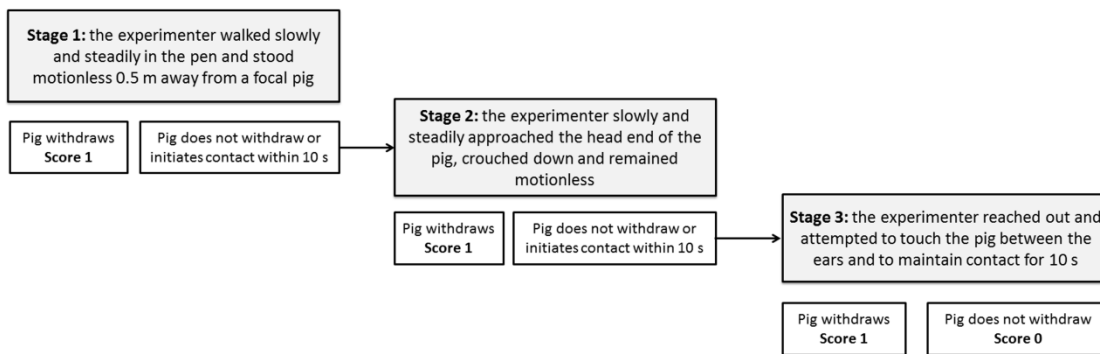 Stage 1: the experimenter walked slowly
and steadily in the pen and stood
motionless 0.5 m away from a focal pig
Pig withdraws
Score 1
Pig does not withdraw or
initiates contact within 10 s
Stage 2: the experimenter slowly and
steadily approached the head end of the
pig, crouched down and remained
motionless
Pig withdraws
Score 1
Pig does not withdraw or
initiates contact within 10 s
Stage 3: the experimenter reached out and
attempted to touch the pig between the
ears and to maintain contact for 10 s
Pig withdraws
Score 1
Pig does not withdraw
Score 0